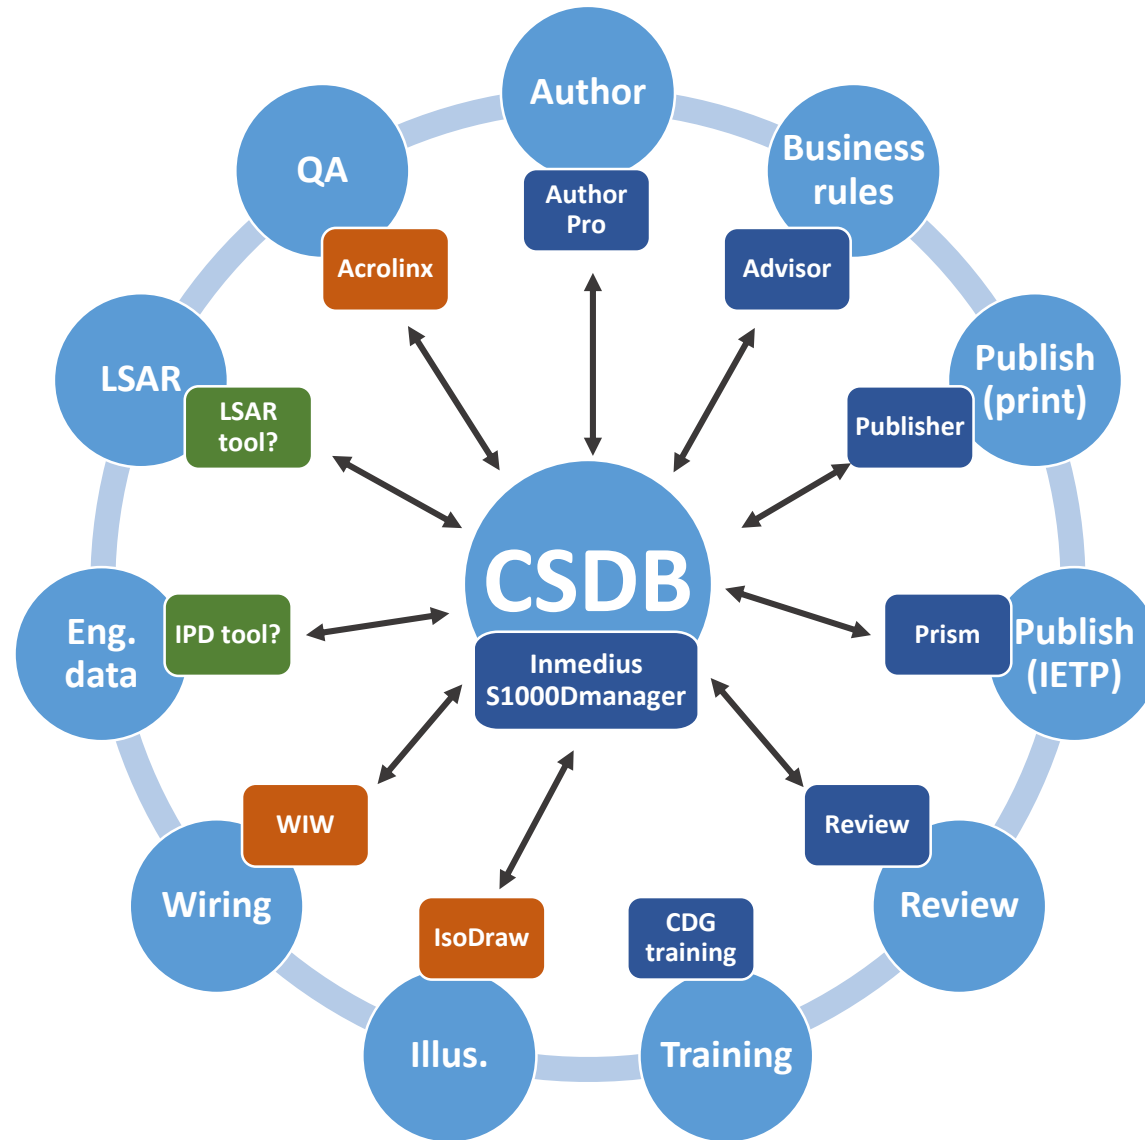 Author
Author
Pro
Business
rules
Advisor
Publish
(print)
Publisher
Publish
(IETP)
Prism
Review
Review
Training
CDG
training
Illus.
IsoDraw
Wiring
WIW
Eng.
data
IPD tool?
LSAR
LSAR
tool?
QA
Acrolinx
CSDB
Inmedius
S1000Dmanager